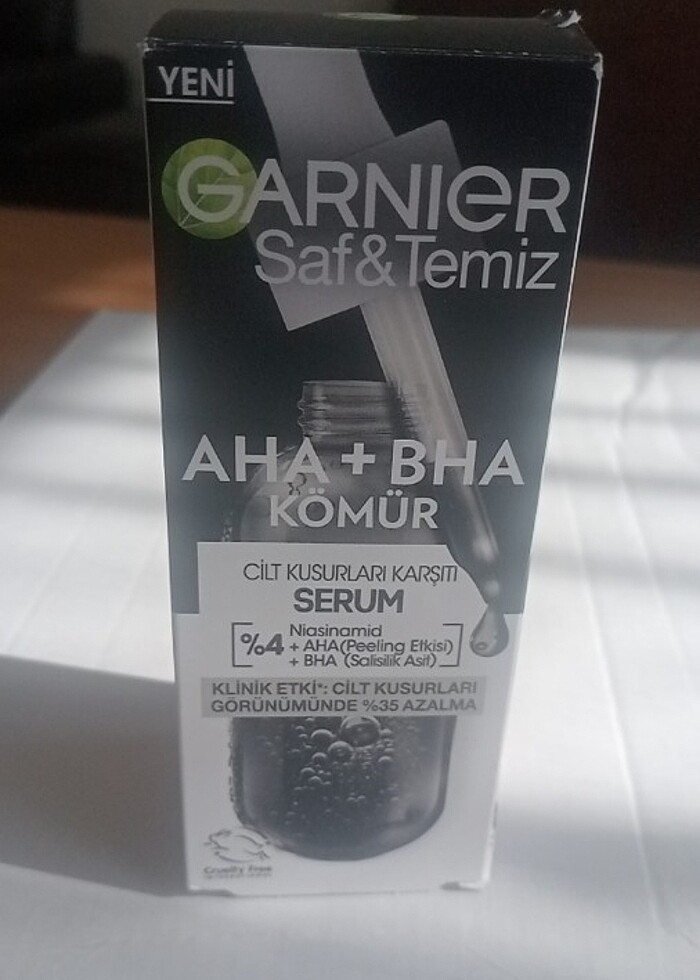 YENİ
GARNIER
Saf&Temiz
AHA + BHA
KÖMÜR
CİLT KUSURLARI KARŞITI
SERUM
%4 Niasinamid
+ AHA (Peeling Etkisi)
+ BHA (Salisilik Asit)
KLİNİK ETKİ*: CİLT KUSURLARI
GÖRÜNÜMÜNDE %35 AZALMA
Cruelty Free